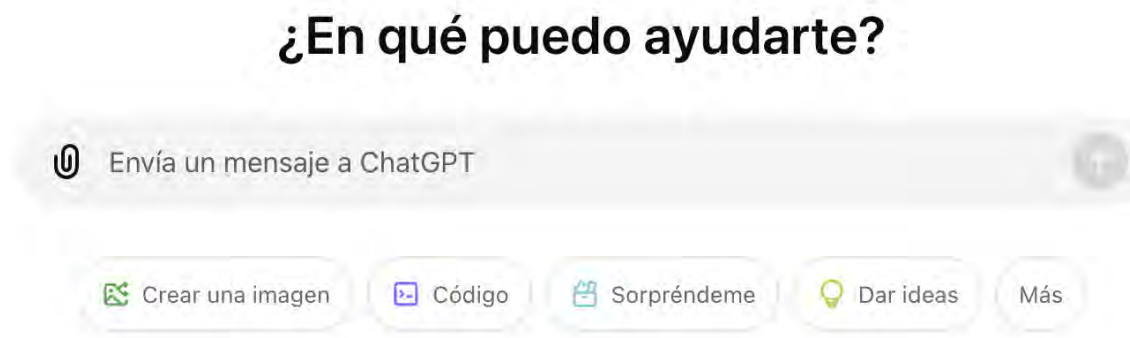 ¿En qué puedo ayudarte?
Envía un mensaje a ChatGPT
Crear una imagen Código Sorpréndeme Dar ideas Más